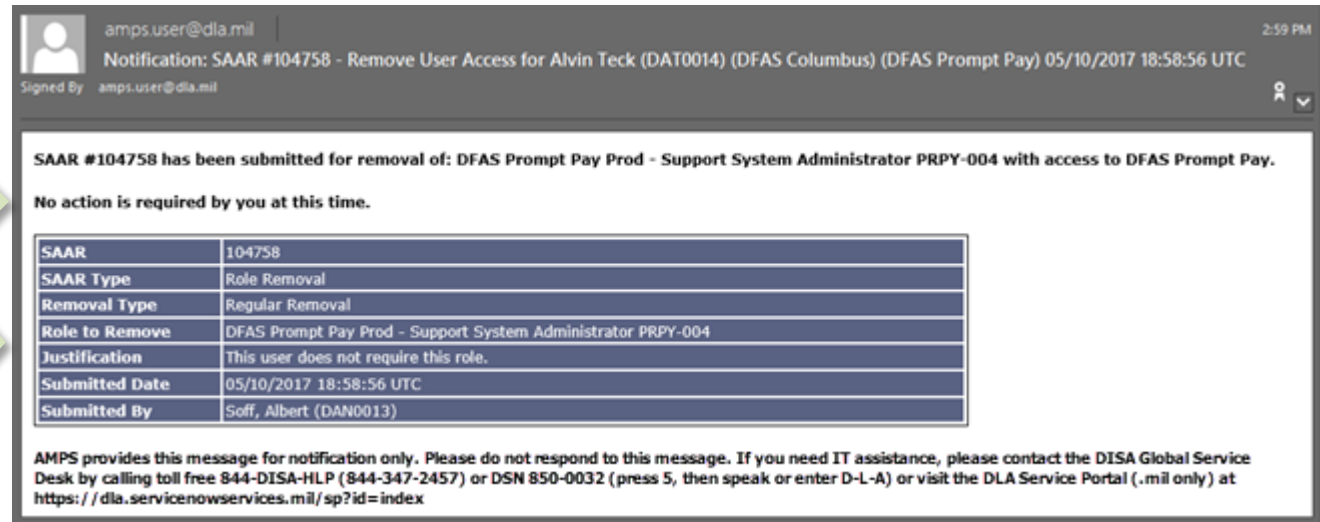 amps.user@dla.mil
2:59 PM
Notification: SAAR #104758 - Remove User Access for Alvin Teck (DAT0014) (DFAS Columbus) (DFAS Prompt Pay) 05/10/2017 18:58:56 UTC
Signed By amps.user@dla.mil
SAAR #104758 has been submitted for removal of: DFAS Prompt Pay Prod - Support System Administrator PRPY-004 with access to DFAS Prompt Pay.
No action is required by you at this time.
SAAR 104758
SAAR Type Role Removal
Removal Type Regular Removal
Role to Remove DFAS Prompt Pay Prod - Support System Administrator PRPY-004
Justification This user does not require this role.
Submitted Date 05/10/2017 18:58:56 UTC
Submitted By Soff, Albert (DAN0013)
AMPS provides this message for notification only. Please do not respond to this message. If you need IT assistance, please contact the DISA Global Service
Desk by calling toll free 844-DISA-HLP (844-347-2457) or DSN 850-0032 (press 5, then speak or enter D-L-A) or visit the DLA Service Portal (.mil only) at
https://dla.servicenowservices.mil/sp?id=index